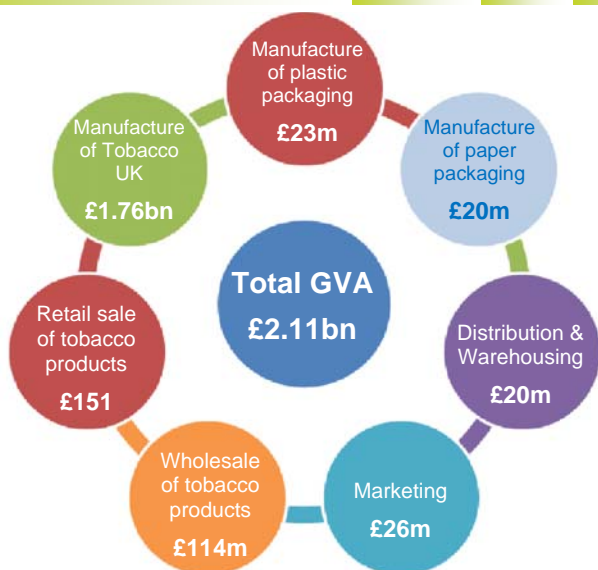 Manufacture
of plastic
packaging
£23m
Manufacture
of paper
packaging
£20m
Distribution &
Warehousing
£20m
Marketing
£26m
Wholesale
of tobacco
products
£114m
Retail sale
of tobacco
products
£151
Manufacture
of Tobacco
UK
£1.76bn
Total GVA
£2.11bn